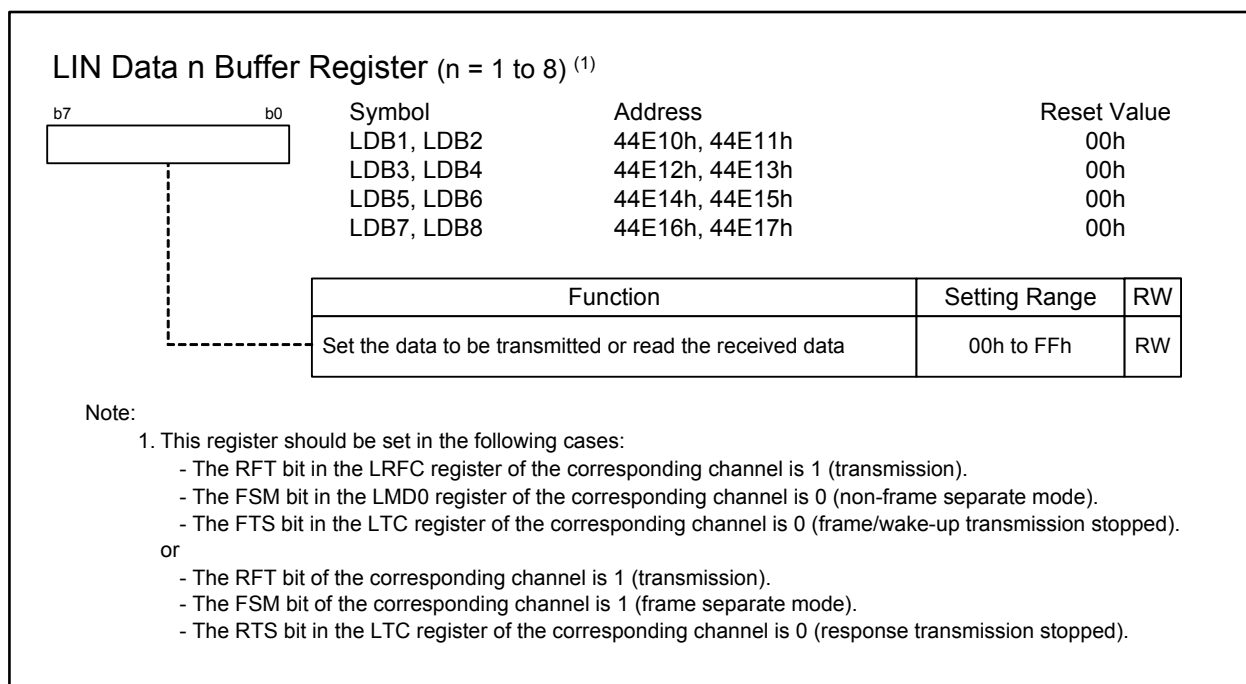 LIN Data n Buffer Register (n = 1 to 8) (1)
b7 b0 Symbol Address Reset Value
LDB1, LDB2 44E10h, 44E11h 00h
LDB3, LDB4 44E12h, 44E13h 00h
LDB5, LDB6 44E14h, 44E15h 00h
LDB7, LDB8 44E16h, 44E17h 00h
Function Setting Range RW
Set the data to be transmitted or read the received data 00h to FFh RW
Note:
1. This register should be set in the following cases:
- The RFT bit in the LRFC register of the corresponding channel is 1 (transmission).
- The FSM bit in the LMD0 register of the corresponding channel is 0 (non-frame separate mode).
- The FTS bit in the LTC register of the corresponding channel is 0 (frame/wake-up transmission stopped).
or
- The RFT bit of the corresponding channel is 1 (transmission).
- The FSM bit of the corresponding channel is 1 (frame separate mode).
- The RTS bit in the LTC register of the corresponding channel is 0 (response transmission stopped).